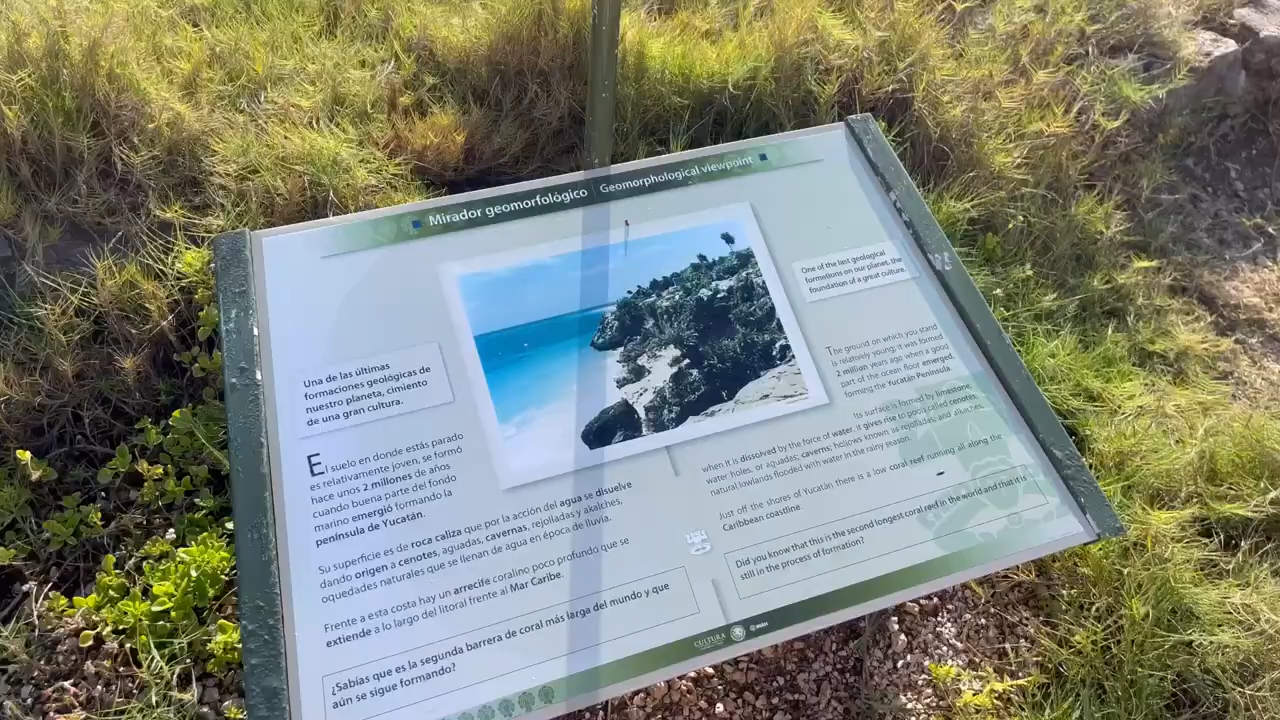 Mirador geomorfológico | Geomorphological viewpoint
Una de las últimas
formaciones geológicas de
nuestro planeta, cimiento
de una gran cultura.
El suelo en donde estás parado
es relativamente joven, se formó
hace unos 2 millones de años
cuando buena parte del fondo
marino emergió formando la
península de Yucatán.
Su superficie es de roca caliza que por la acción del agua se disuelve
dando origen a cenotes, aguadas, cavernas, rejolladas y akalches,
oquedades naturales que se llenan de agua en época de lluvia.
Frente a esta costa hay un arrecife coralino poco profundo que se
extiende a lo largo del litoral frente al Mar Caribe.
¿Sabías que es la segunda barrera de coral más larga del mundo y que
aún se sigue formando?
One of the last geological
formations on our planet, the
foundation of a great culture.
The ground on which you stand
is relatively young; it was formed
2 million years ago when a good
part of the ocean floor emerged,
forming the Yucatán Peninsula.
Its surface is formed by limestone;
when it is dissolved by the force of water, it gives rise to pools called cenotes,
water holes, or aguadas; caverns; hollows known as rejolladas, and akalches,
natural lowlands flooded with water in the rainy season.
Just off the shores of Yucatán there is a low coral reef running all along the
Caribbean coastline.
Did you know that this is the second longest coral reef in the world and that it is
still in the process of formation?
CULTURA